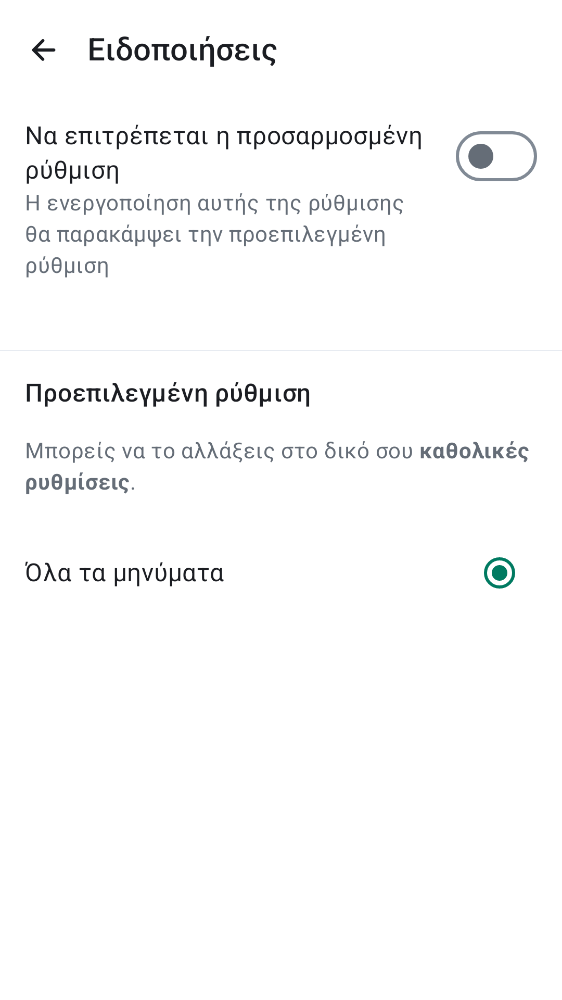 Ειδοποιήσεις
Να επιτρέπεται η προσαρμοσμένη
ρύθμιση
Η ενεργοποίηση αυτής της ρύθμισης
θα παρακάμψει την προεπιλεγμένη
ρύθμιση
Προεπιλεγμένη ρύθμιση
Μπορείς να το αλλάξεις στο δικό σου καθολικές
ρυθμίσεις.
Όλα τα μηνύματα